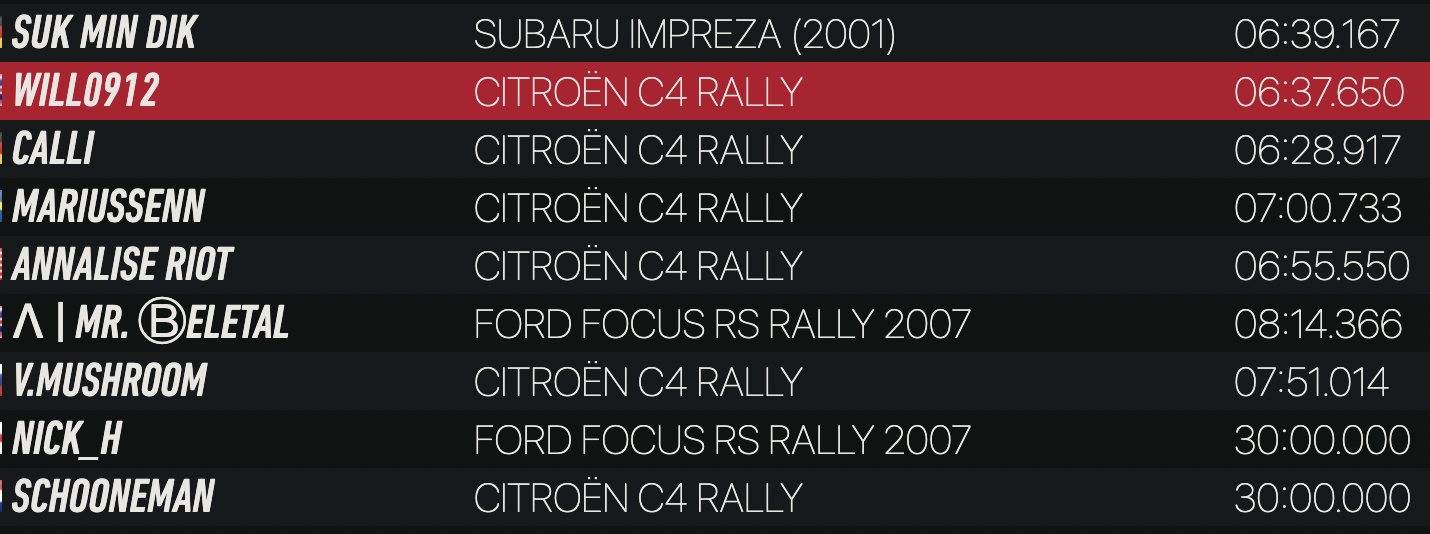 SUK MIN DIK SUBARU IMPREZA (2001) 06:39.167
WILL0912 CITROËN C4 RALLY 06:37.650
CALLI CITROËN C4 RALLY 06:28.917
MARIUSSENN CITROËN C4 RALLY 07:00.733
ANNALISE RIOT CITROËN C4 RALLY 06:55.550
Λ | MR. ⒷELETAL FORD FOCUS RS RALLY 2007 08:14.366
V.MUSHROOM CITROËN C4 RALLY 07:51.014
NICK_H FORD FOCUS RS RALLY 2007 30:00.000
SCHOONEMAN CITROËN C4 RALLY 30:00.000